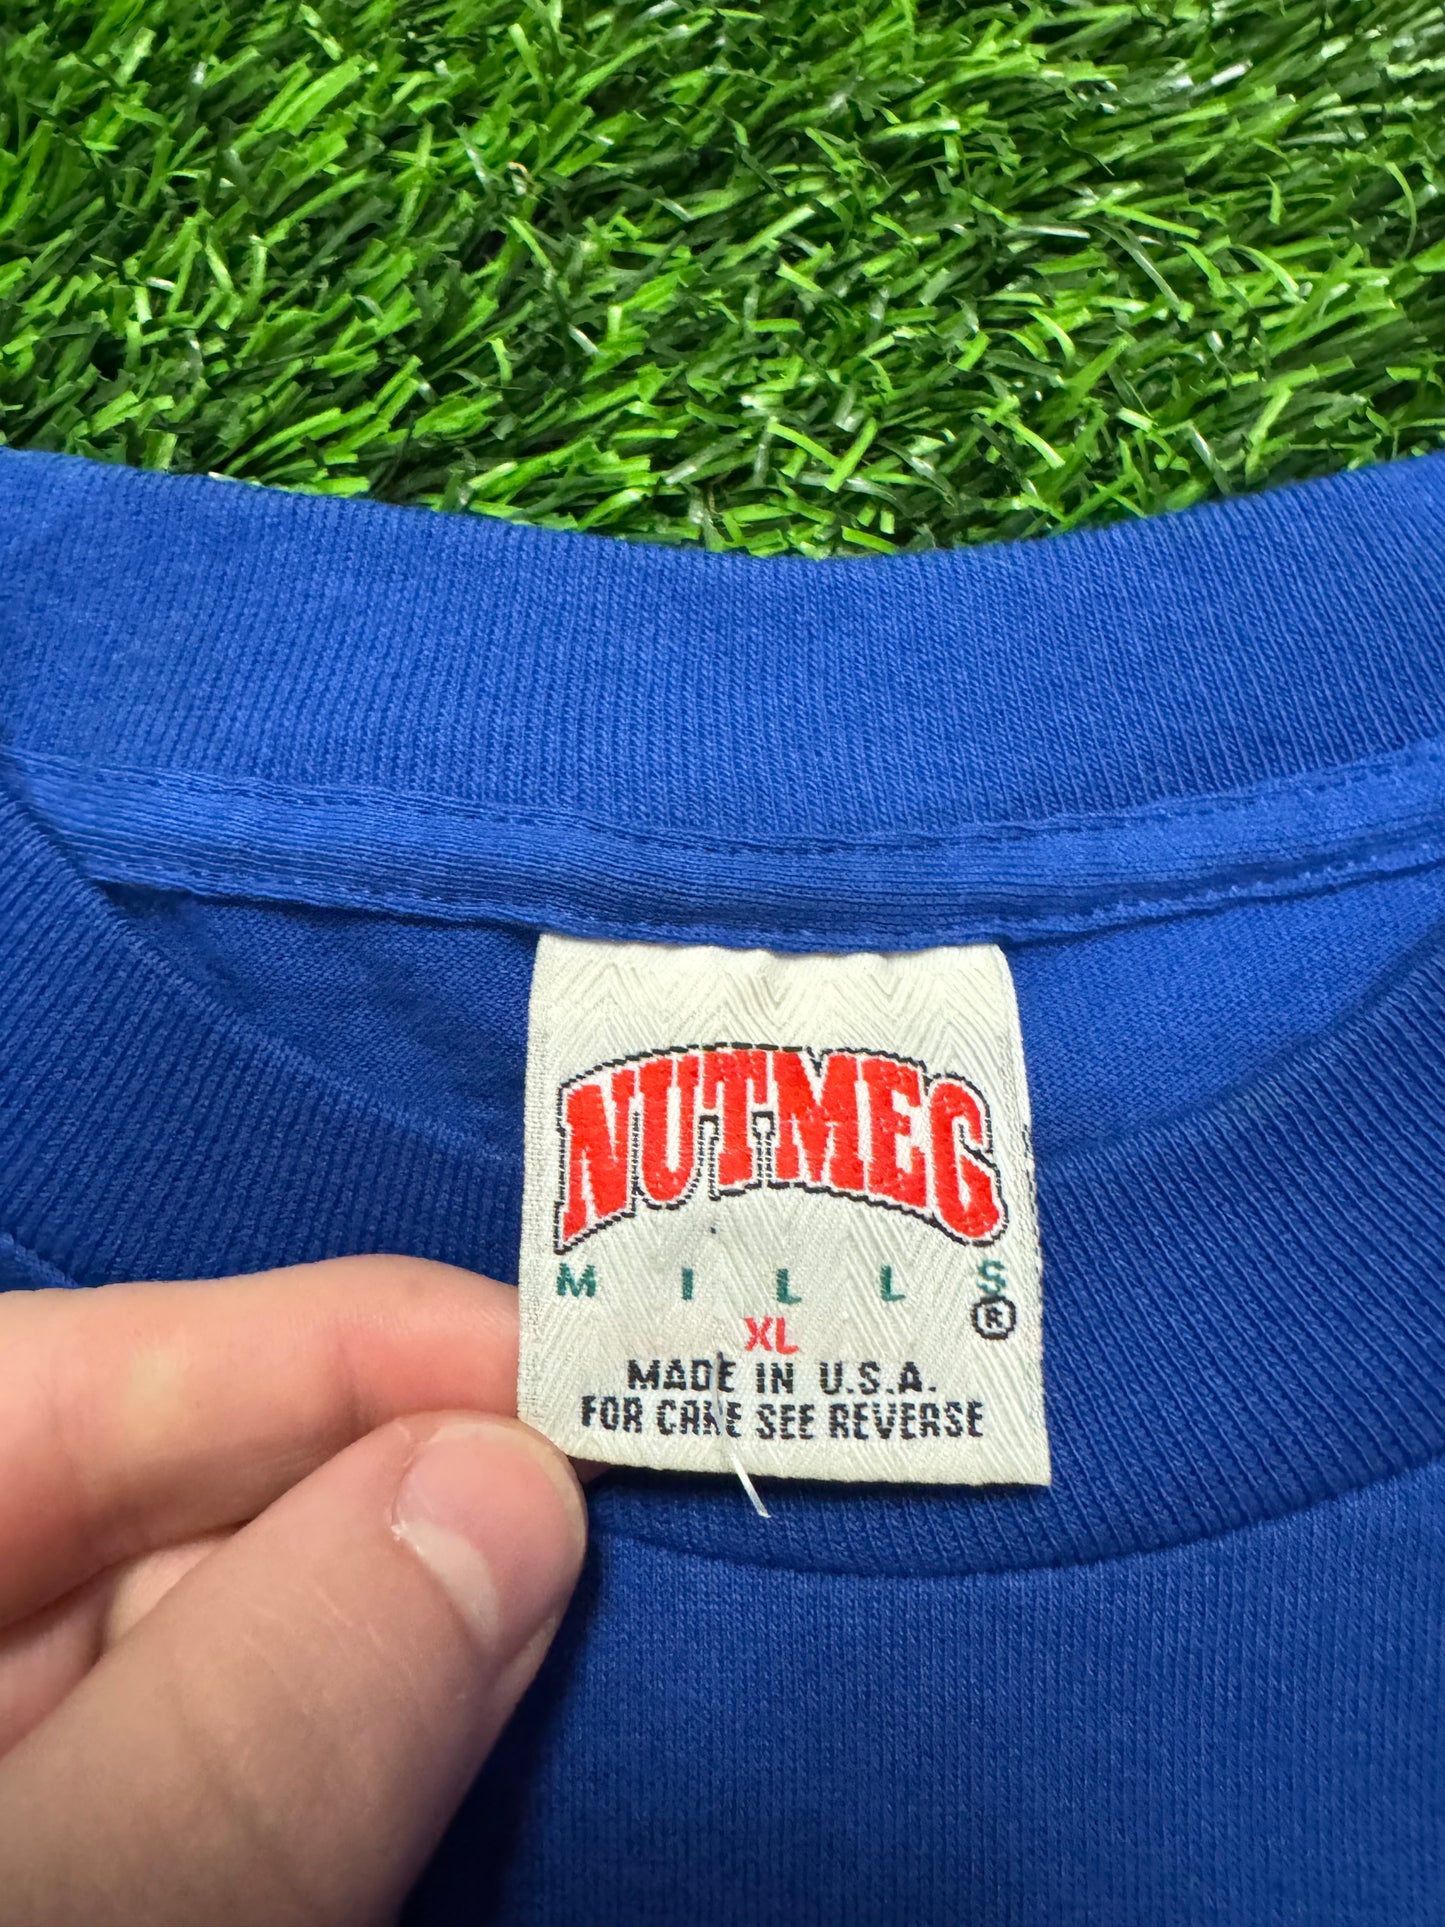 NUTMEG
MILLS
®
XL
MADE IN U.S.A.
FOR CARE SEE REVERSE